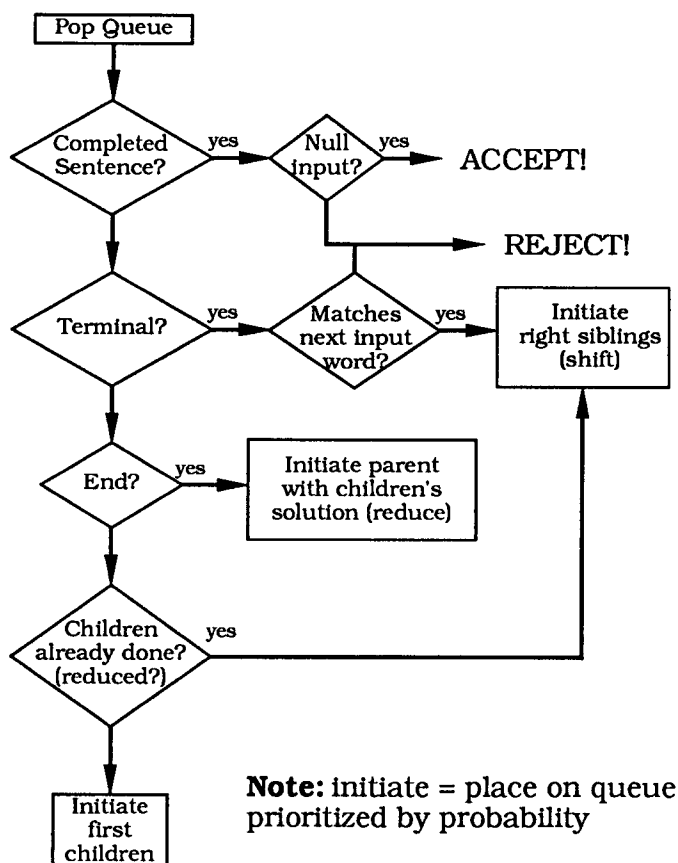 Pop Queue
Completed
Sentence?
yes
Null
input?
yes
ACCEPT!
REJECT!
Terminal?
yes
Matches
next input
word?
yes
Initiate
right siblings
(shift)
End?
yes
Initiate parent
with children's
solution (reduce)
Children
already done?
(reduced?)
yes
Initiate
first
children
Note: initiate = place on queue
prioritized by probability